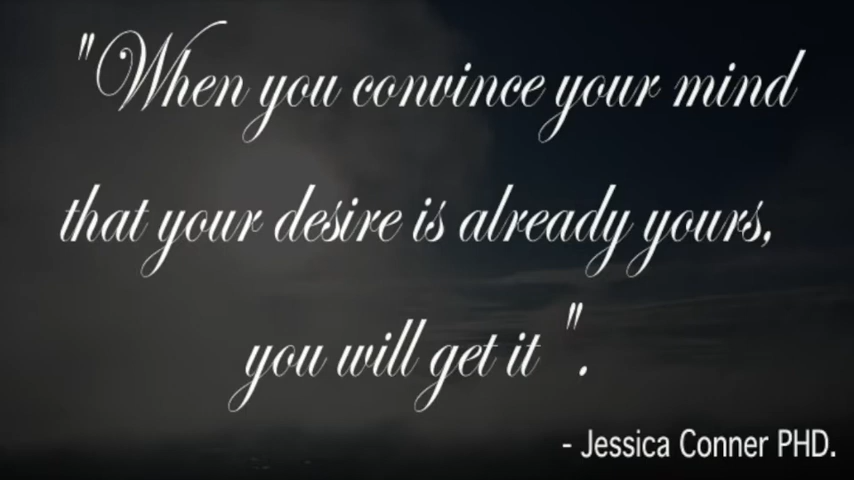 "When you convince your mind
that your desire is already yours,
you will get it ".
- Jessica Conner PHD.